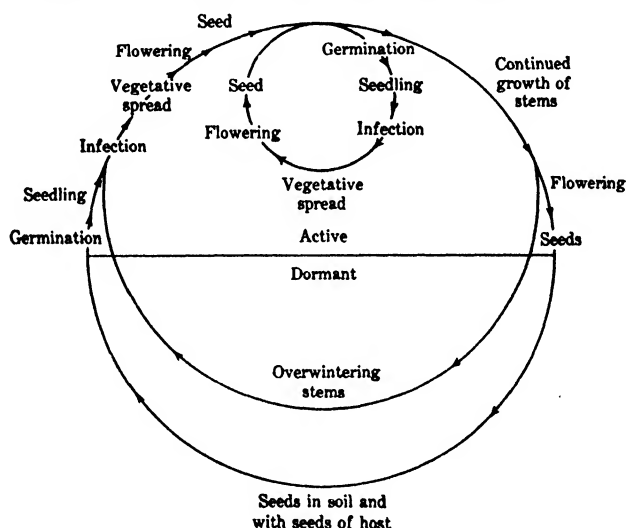 Seed
Flowering
Vegetative
spread
Infection
Seedling
Germination
Germination
Seedling
Infection
Vegetative
spread
Flowering
Seed
Continued
growth of
stems
Flowering
Seeds
Active
Dormant
Overwintering
stems
Seeds in soil and
with seeds of host